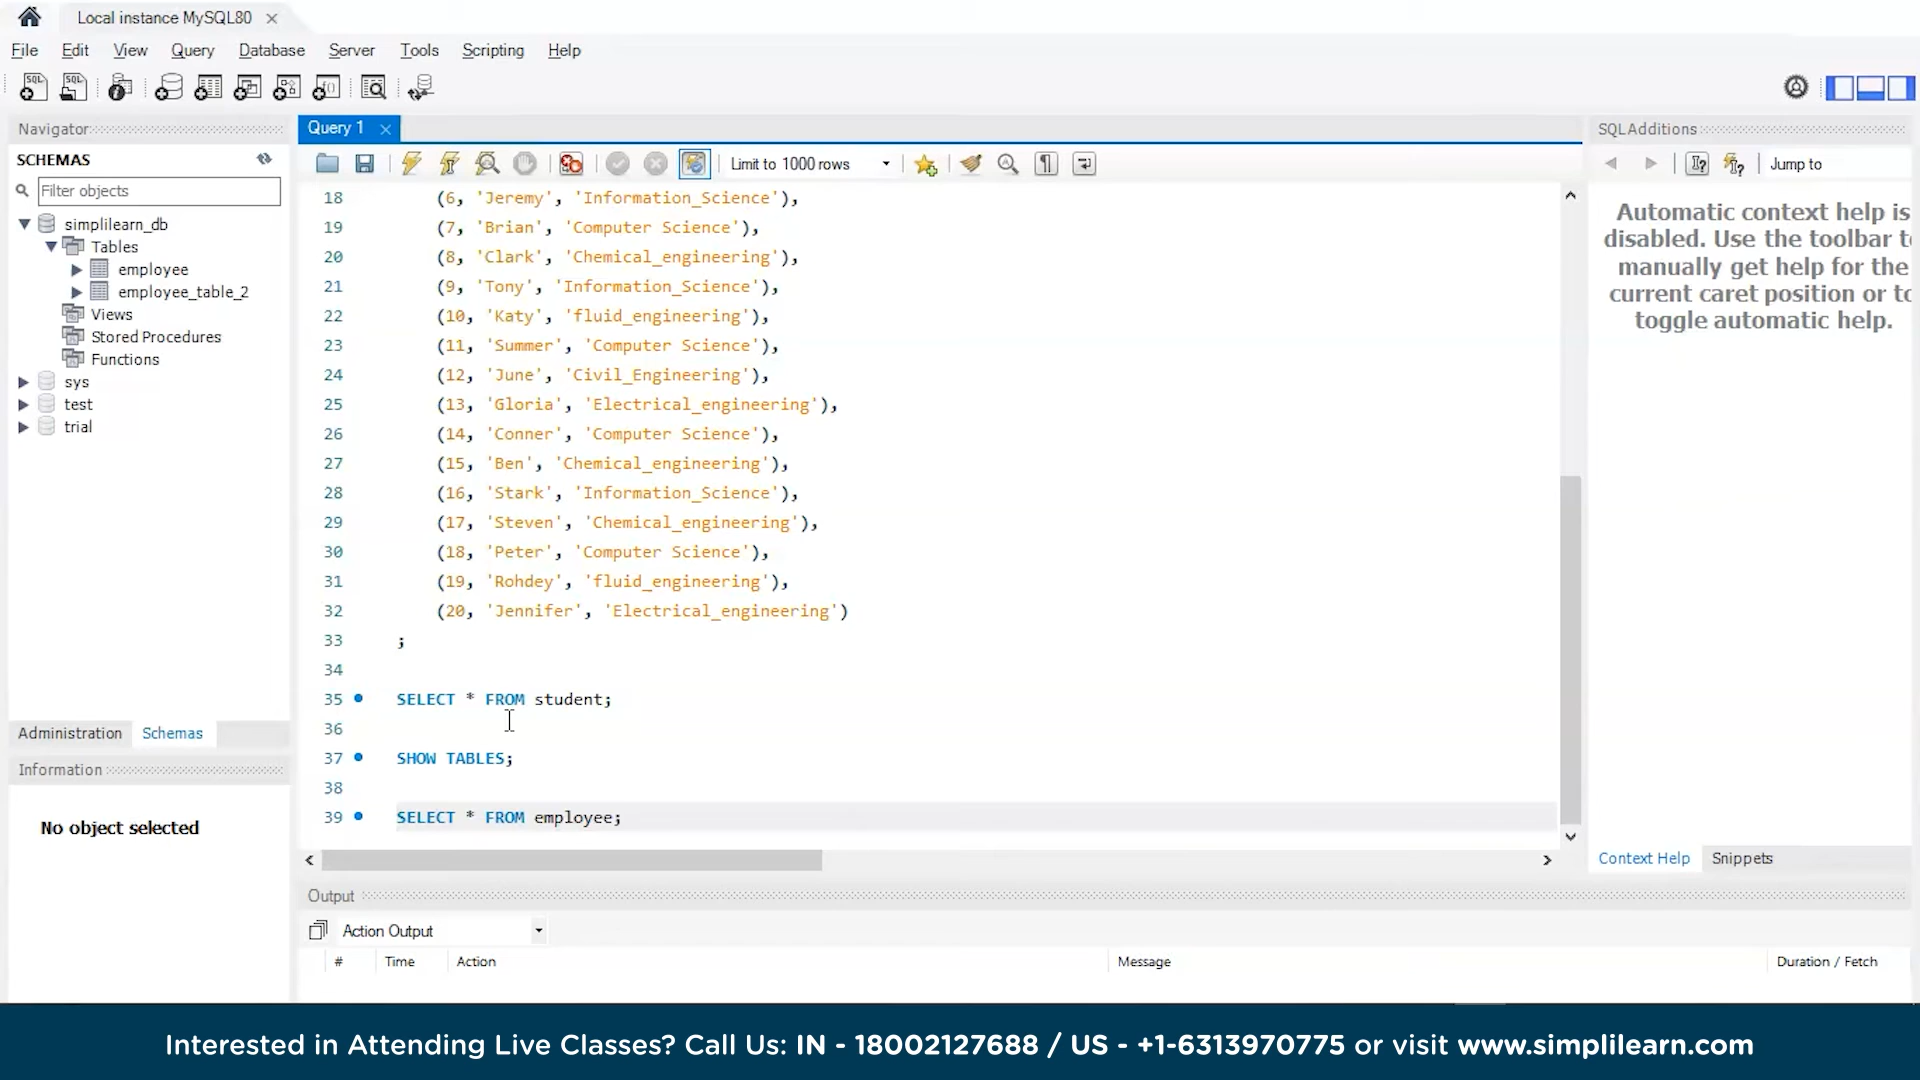 Local instance MySQL80
File Edit View Query Database Server Tools Scripting Help
Navigator
SCHEMAS
Filter objects
simplilearn_db
Tables
employee
employee_table_2
Views
Stored Procedures
Functions
sys
test
trial
Administration Schemas
Information
No object selected
Query 1
Limit to 1000 rows
18 (6, 'Jeremy', 'Information_Science'),
19 (7, 'Brian', 'Computer Science'),
20 (8, 'Clark', 'Chemical_engineering'),
21 (9, 'Tony', 'Information_Science'),
22 (10, 'Katy', 'fluid_engineering'),
23 (11, 'Summer', 'Computer Science'),
24 (12, 'June', 'Civil_Engineering'),
25 (13, 'Gloria', 'Electrical_engineering'),
26 (14, 'Conner', 'Computer Science'),
27 (15, 'Ben', 'Chemical_engineering'),
28 (16, 'Stark', 'Information_Science'),
29 (17, 'Steven', 'Chemical_engineering'),
30 (18, 'Peter', 'Computer Science'),
31 (19, 'Rohdey', 'fluid_engineering'),
32 (20, 'Jennifer', 'Electrical_engineering')
33 ;
34
35 SELECT * FROM student;
36
37 SHOW TABLES;
38
39 SELECT * FROM employee;
SQLAdditions
Jump to
Automatic context help is
disabled. Use the toolbar t
manually get help for the
current caret position or to
toggle automatic help.
Context Help Snippets
Output
Action Output
# Time Action Message Duration / Fetch
Interested in Attending Live Classes? Call Us: IN - 18002127688 / US - +1-6313970775 or visit www.simplilearn.com